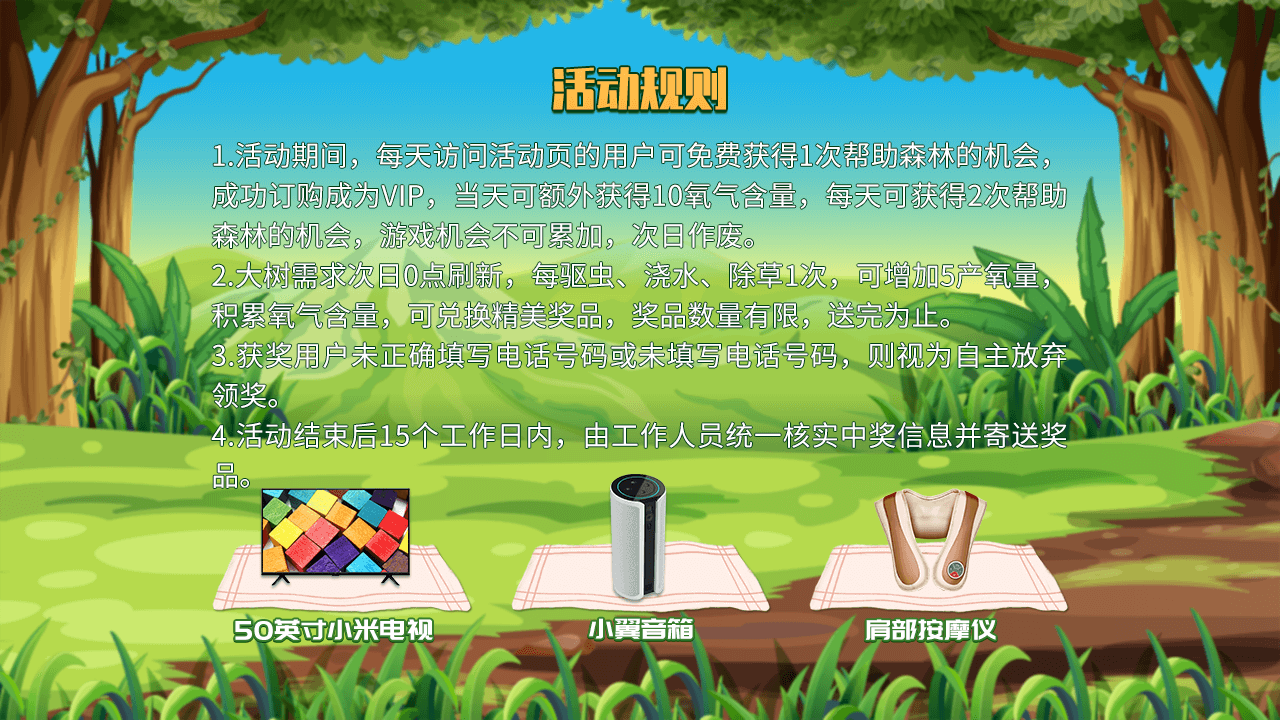 活动规则
1.活动期间，每天访问活动页的用户可免费获得1次帮助森林的机会，
成功订购成为VIP，当天可额外获得10氧气含量，每天可获得2次帮助
森林的机会，游戏机会不可累加，次日作废。
2.大树需求次日0点刷新，每驱虫、浇水、除草1次，可增加5产氧量，
积累氧气含量，可兑换精美奖品，奖品数量有限，送完为止。
3.获奖用户未正确填写电话号码或未填写电话号码，则视为自主放弃
领奖。
4.活动结束后15个工作日内，由工作人员统一核实中奖信息并寄送奖
品。
50英寸小米电视
小翼音箱
肩部按摩仪